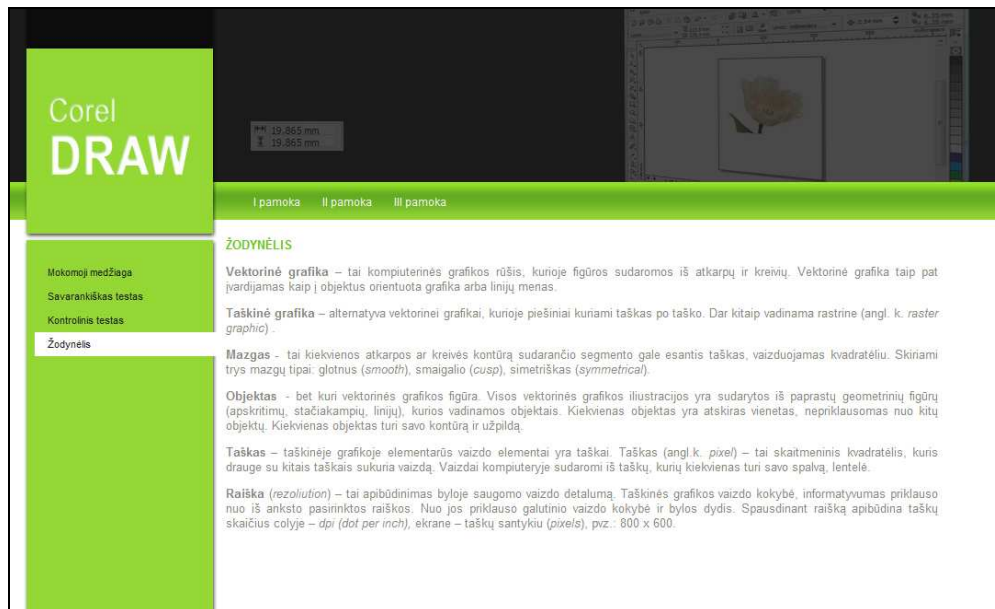 Corel
DRAW
19.865 mm
19.865 mm
I pamoka II pamoka III pamoka
Mokomoji medžiaga
Savarankiškas testas
Kontrolinis testas
Žodynėlis
ŽODYNĖLIS
Vektorinė grafika – tai kompiuterinės grafikos rūšis, kurioje figūros sudaromos iš atkarpų ir kreivių. Vektorinė grafika taip pat
įvardijamas kaip į objektus orientuota grafika arba linijų menas.
Taškinė grafika – alternatyva vektorinei grafikai, kurioje piešiniai kuriami taškas po taško. Dar kitaip vadinama rastrine (angl. k. raster
graphic) .
Mazgas - tai kiekvienos atkarpos ar kreivės kontūrą sudarančio segmento gale esantis taškas, vaizduojamas kvadratėliu. Skiriami
trys mazgų tipai: glotnus (smooth), smaigalio (cusp), simetriškas (symmetrical).
Objektas - bet kuri vektorinės grafikos figūra. Visos vektorinės grafikos iliustracijos yra sudarytos iš paprastų geometrinių figūrų
(apskritimų, stačiakampių, linijų), kurios vadinamos objektais. Kiekvienas objektas yra atskiras vienetas, nepriklausomas nuo kitų
objektų. Kiekvienas objektas turi savo kontūrą ir užpildą.
Taškas – taškinėje grafikoje elementarūs vaizdo elementai yra taškai. Taškas (angl.k. pixel) – tai skaitmeninis kvadratėlis, kuris
drauge su kitais taškais sukuria vaizdą. Vaizdai kompiuteryje sudaromi iš taškų, kurių kiekvienas turi savo spalvą, lentelė.
Raiška (rezoliution) – tai apibūdinimas byloje saugomo vaizdo detalumą. Taškinės grafikos vaizdo kokybė, informatyvumas priklauso
nuo iš anksto pasirinktos raiškos. Nuo jos priklauso galutinio vaizdo kokybė ir bylos dydis. Spausdinant raišką apibūdina taškų
skaičius colyje – dpi (dot per inch), ekrane – taškų santykiu (pixels), pvz.: 800 x 600.